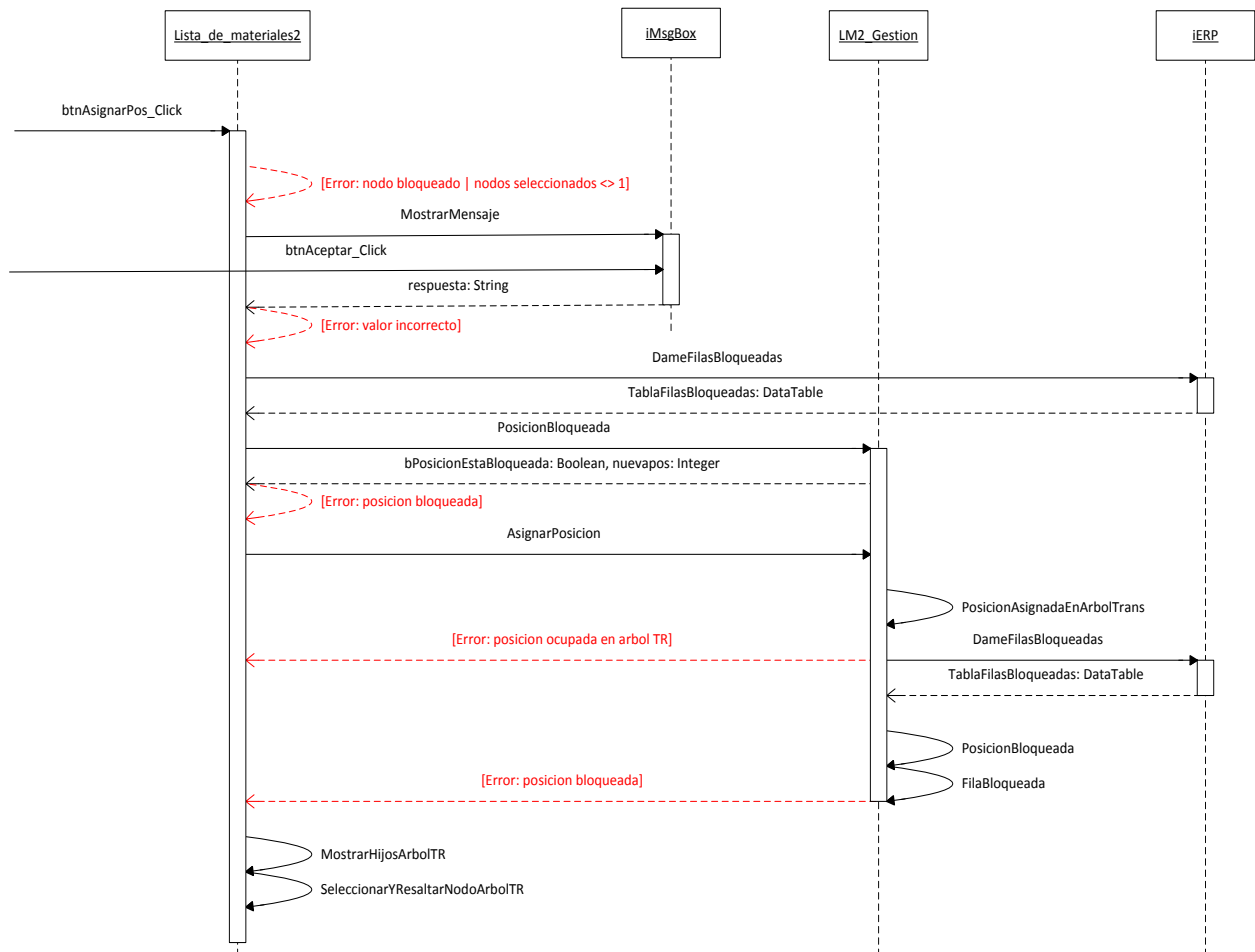 Lista_de_materiales2
iMsgBox
LM2_Gestion
iERP
btnAsignarPos_Click
[Error: nodo bloqueado | nodos seleccionados <> 1]
MostrarMensaje
btnAceptar_Click
respuesta: String
[Error: valor incorrecto]
DameFilasBloqueadas
TablaFilasBloqueadas: DataTable
PosicionBloqueada
bPosicionEstaBloqueada: Boolean, nuevapos: Integer
[Error: posicion bloqueada]
AsignarPosicion
PosicionAsignadaEnArbolTrans
[Error: posicion ocupada en arbol TR]
DameFilasBloqueadas
TablaFilasBloqueadas: DataTable
PosicionBloqueada
[Error: posicion bloqueada]
FilaBloqueada
MostrarHijosArbolTR
SeleccionarYResaltarNodoArbolTR